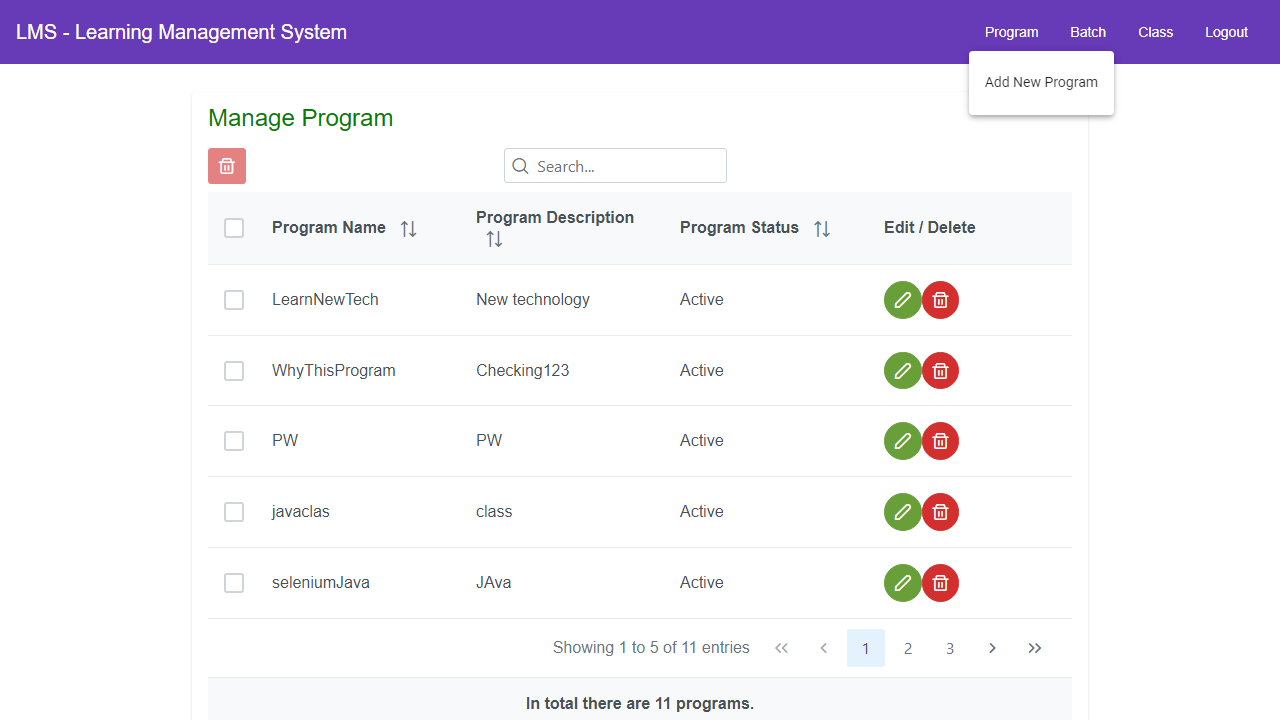 LMS - Learning Management System
Program Batch Class Logout
Add New Program
Manage Program
Search...
Program Name Program Description Program Status Edit / Delete
LearnNewTech New technology Active
WhyThisProgram Checking123 Active
PW PW Active
javaclas class Active
seleniumJava JAva Active
Showing 1 to 5 of 11 entries 1 2 3
In total there are 11 programs.